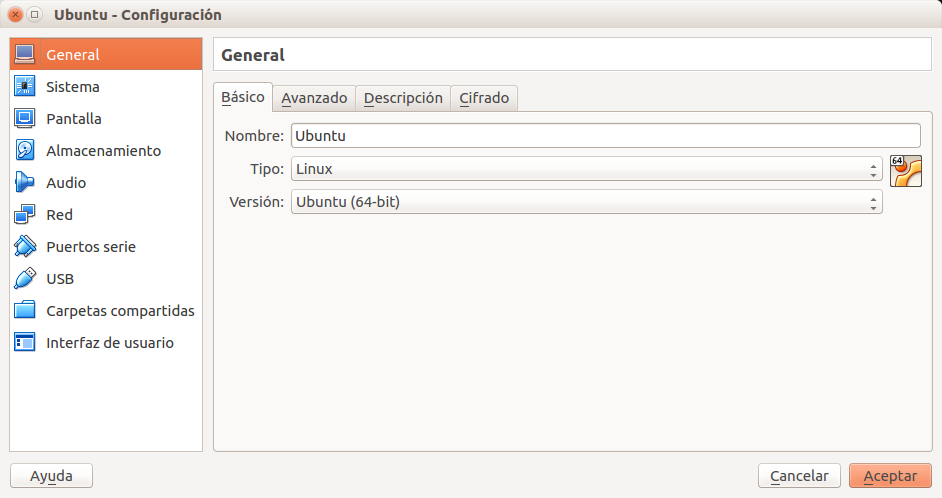 Ubuntu - Configuración
General
Sistema
Pantalla
Almacenamiento
Audio
Red
Puertos serie
USB
Carpetas compartidas
Interfaz de usuario
General
Básico Avanzado Descripción Cifrado
Nombre: Ubuntu
Tipo: Linux
64
Versión: Ubuntu (64-bit)
Ayuda Cancelar Aceptar